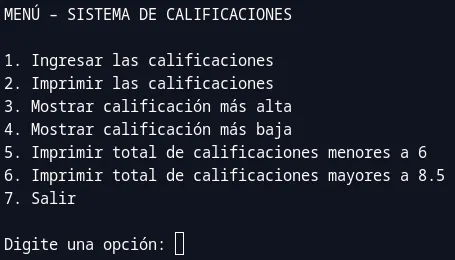 MENÚ – SISTEMA DE CALIFICACIONES
1. Ingresar las calificaciones
2. Imprimir las calificaciones
3. Mostrar calificación más alta
4. Mostrar calificación más baja
5. Imprimir total de calificaciones menores a 6
6. Imprimir total de calificaciones mayores a 8.5
7. Salir
Digite una opción: